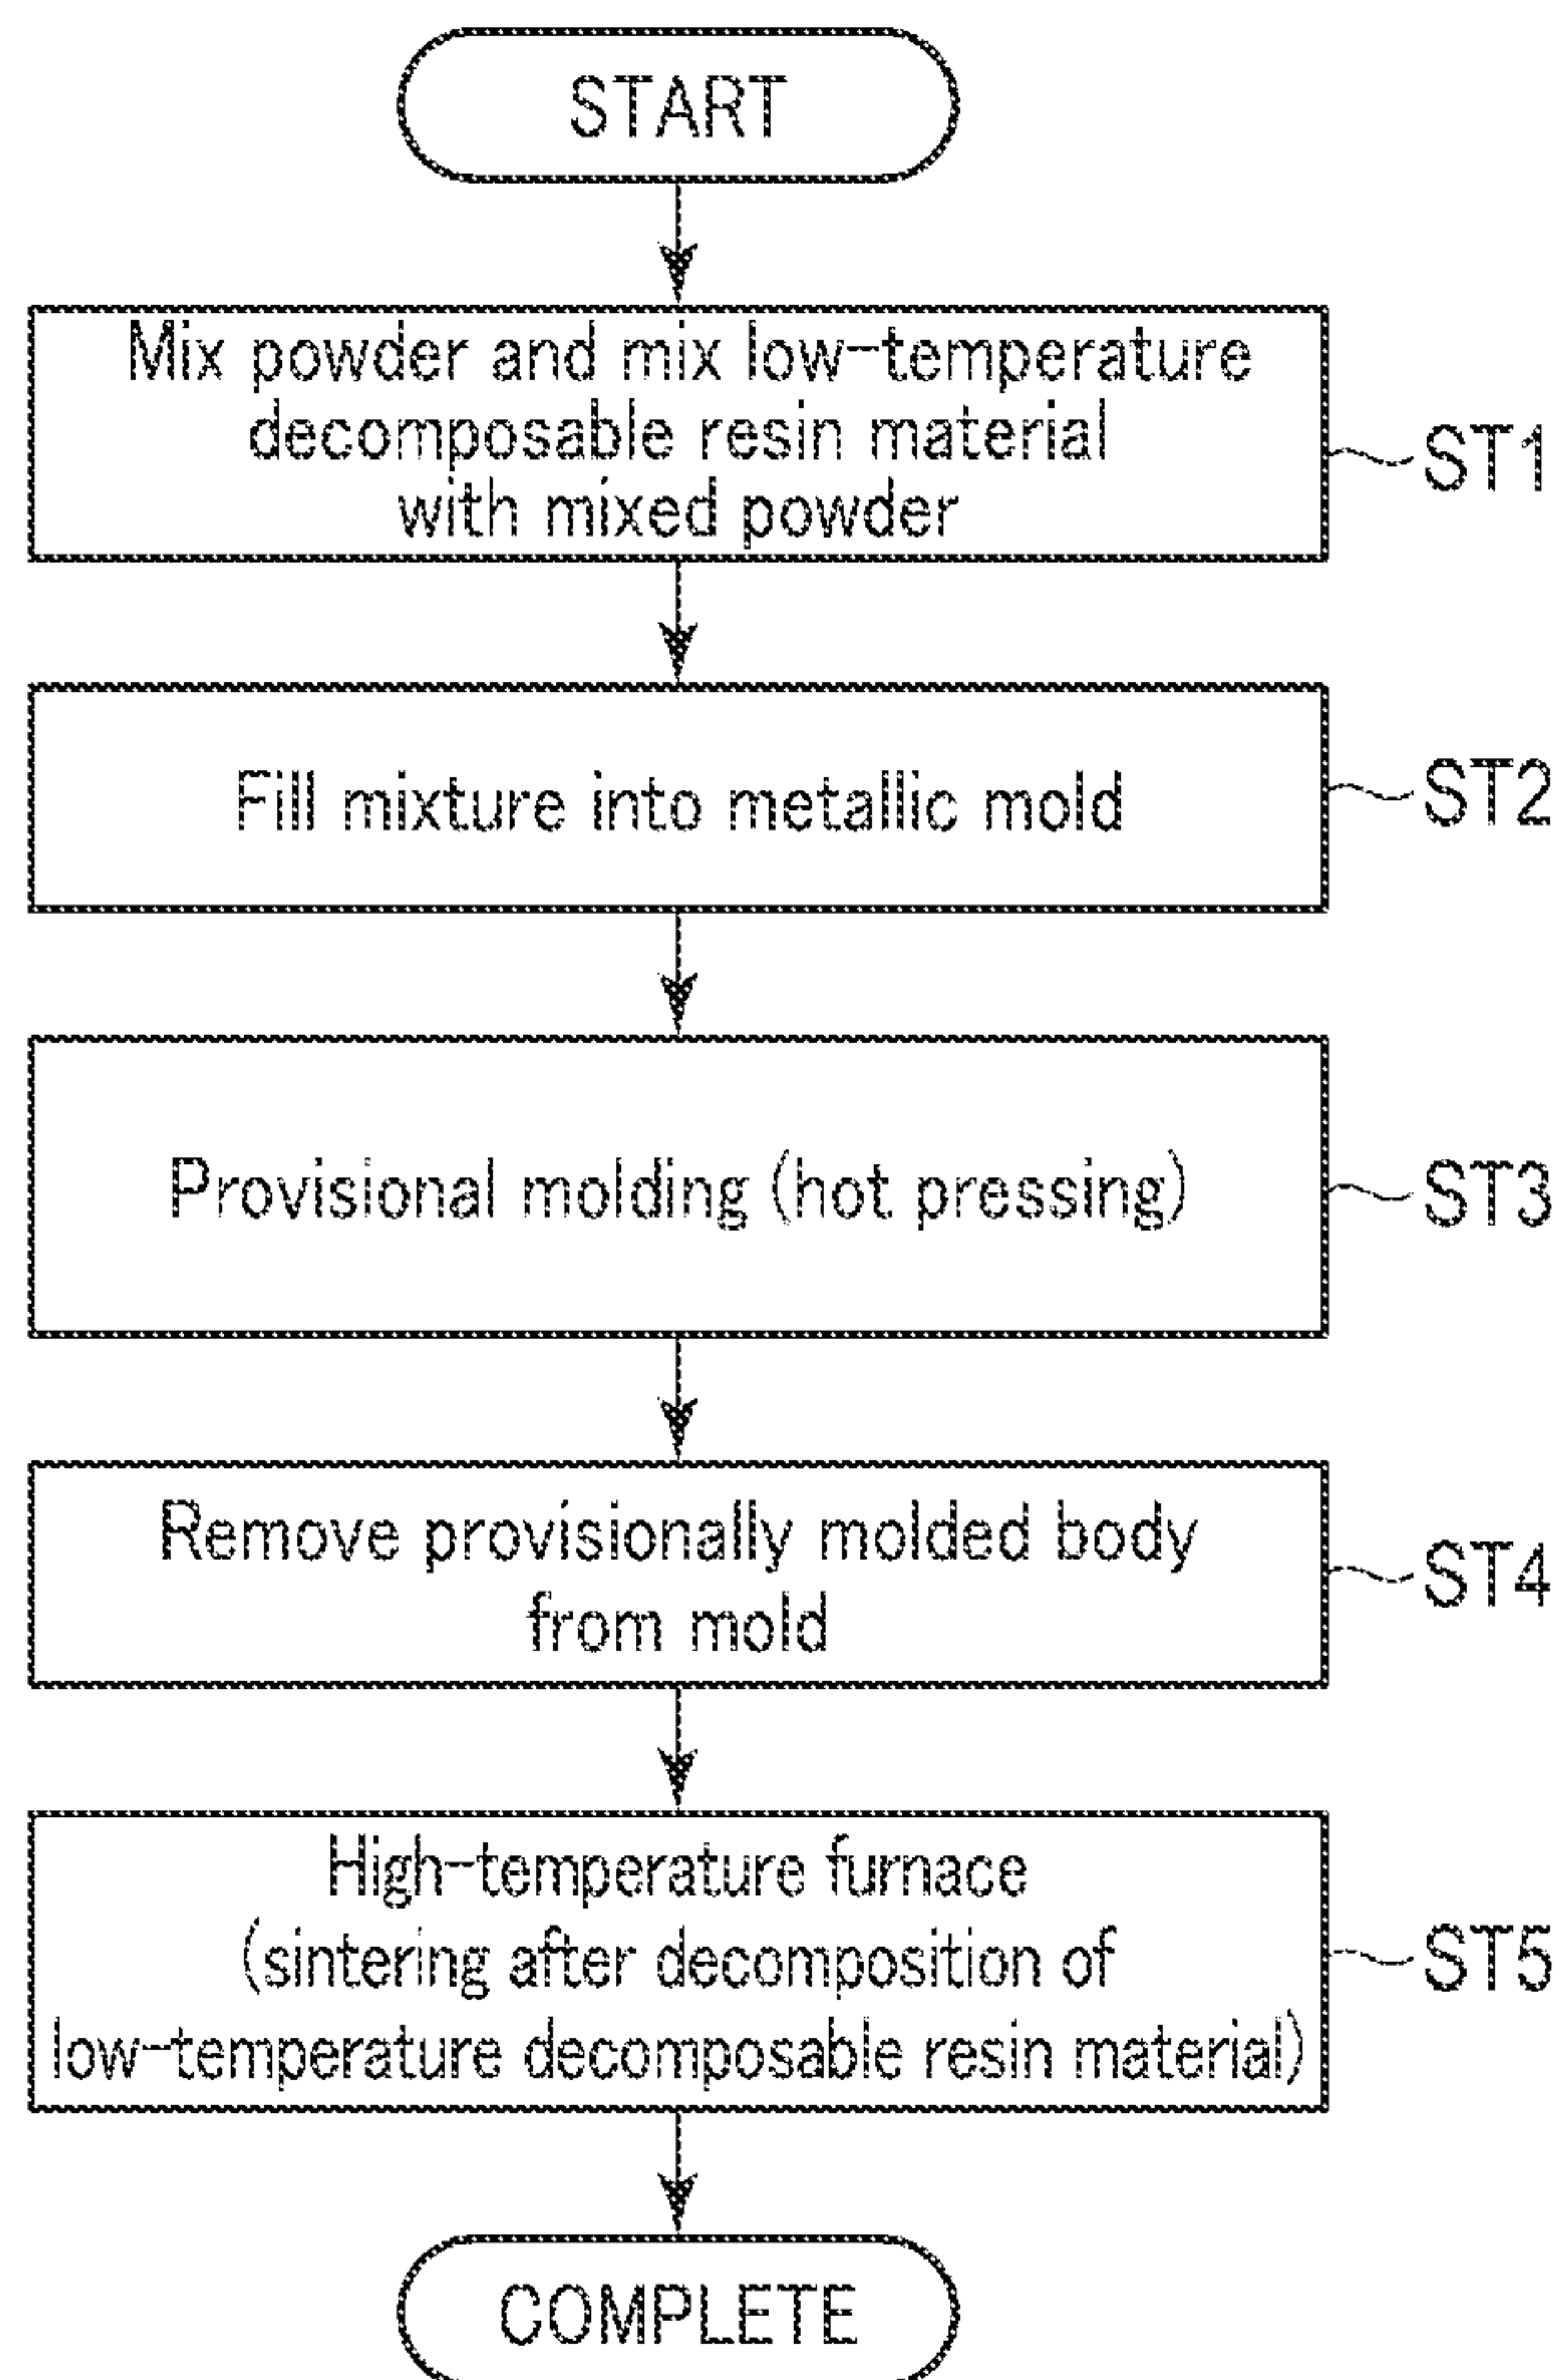 START
Mix powder and mix low-temperature
decomposable resin material
with mixed powder
ST1
Fill mixture into metallic mold
ST2
Provisional molding (hot pressing)
ST3
Remove provisionally molded body
from mold
ST4
High-temperature furnace
(sintering after decomposition of
low-temperature decomposable resin material)
ST5
COMPLETE